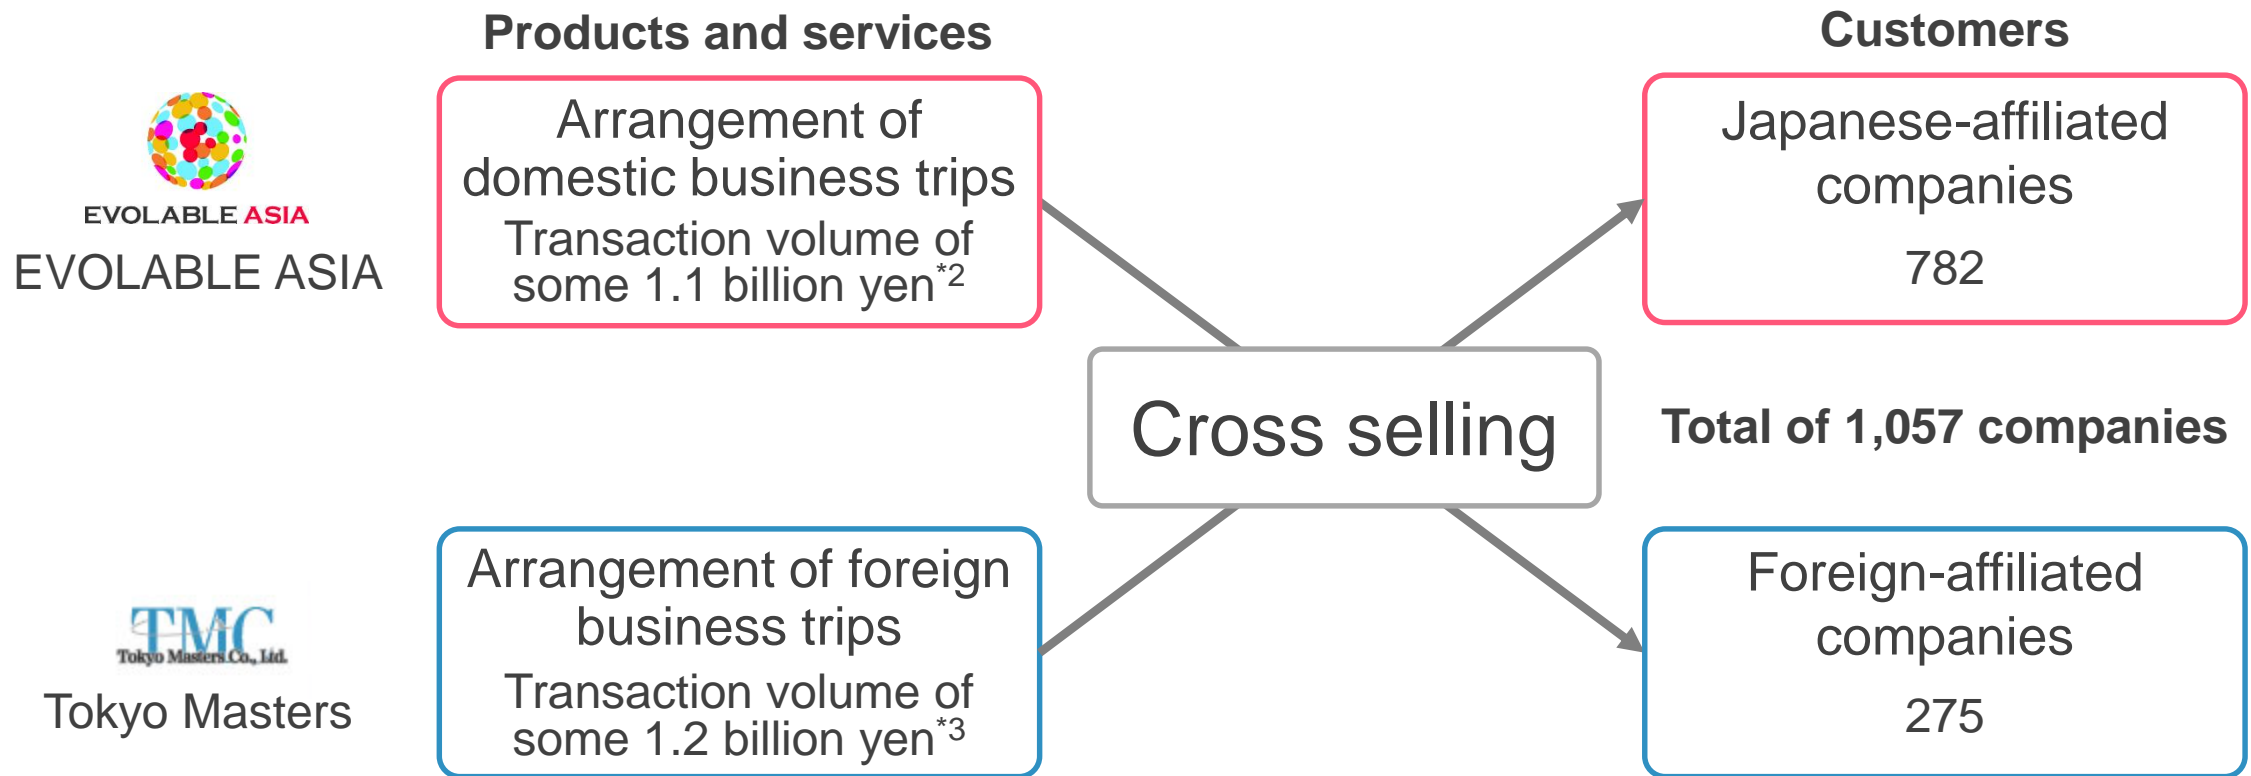 Products and services
Customers
EVOLABLE ASIA
EVOLABLE ASIA
Arrangement of
domestic business trips
Transaction volume of
some 1.1 billion yen*2
Japanese-affiliated
companies
782
Cross selling
Total of 1,057 companies
TMC
Tokyo Masters Co., Ltd.
Tokyo Masters
Arrangement of foreign
business trips
Transaction volume of
some 1.2 billion yen*3
Foreign-affiliated
companies
275